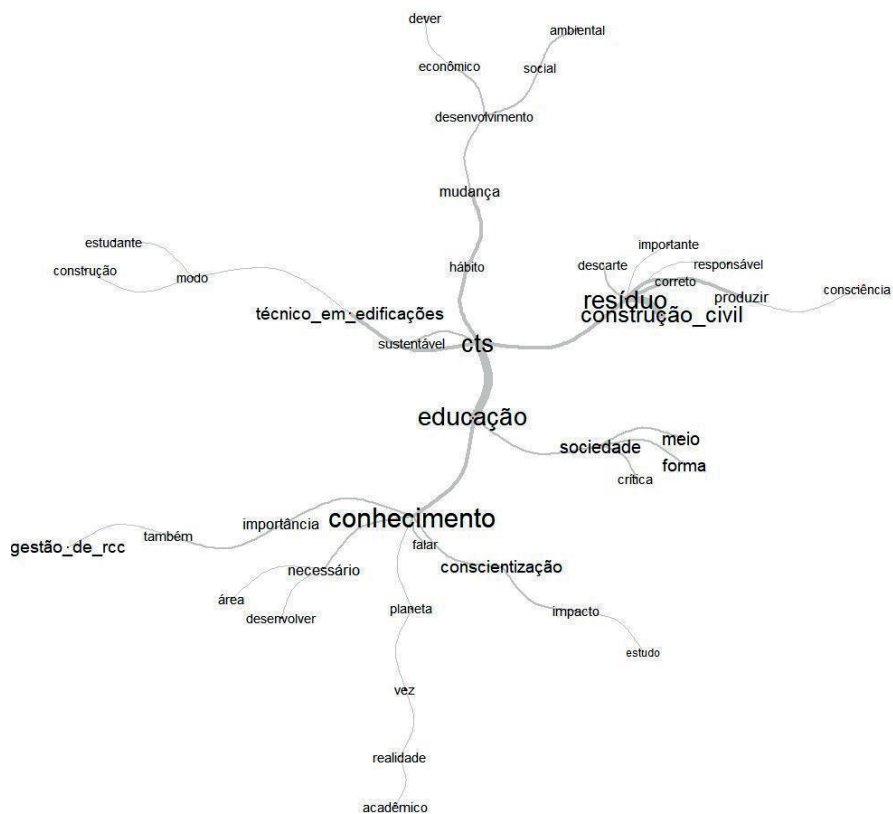 dever
ambiental
econômico
social
desenvolvimento
mudança
estudante
importante
construção
modo
hábito
descarte
responsável
correto
resíduo
produzir
consciência
técnico_em_edificações
construção_civil
sustentável
cts
educação
sociedade
meio
forma
crítica
conhecimento
importância
também
gestão_de_rcc
falar
necessário
conscientização
área
desenvolver
planeta
impacto
estudo
vez
realidade
acadêmico